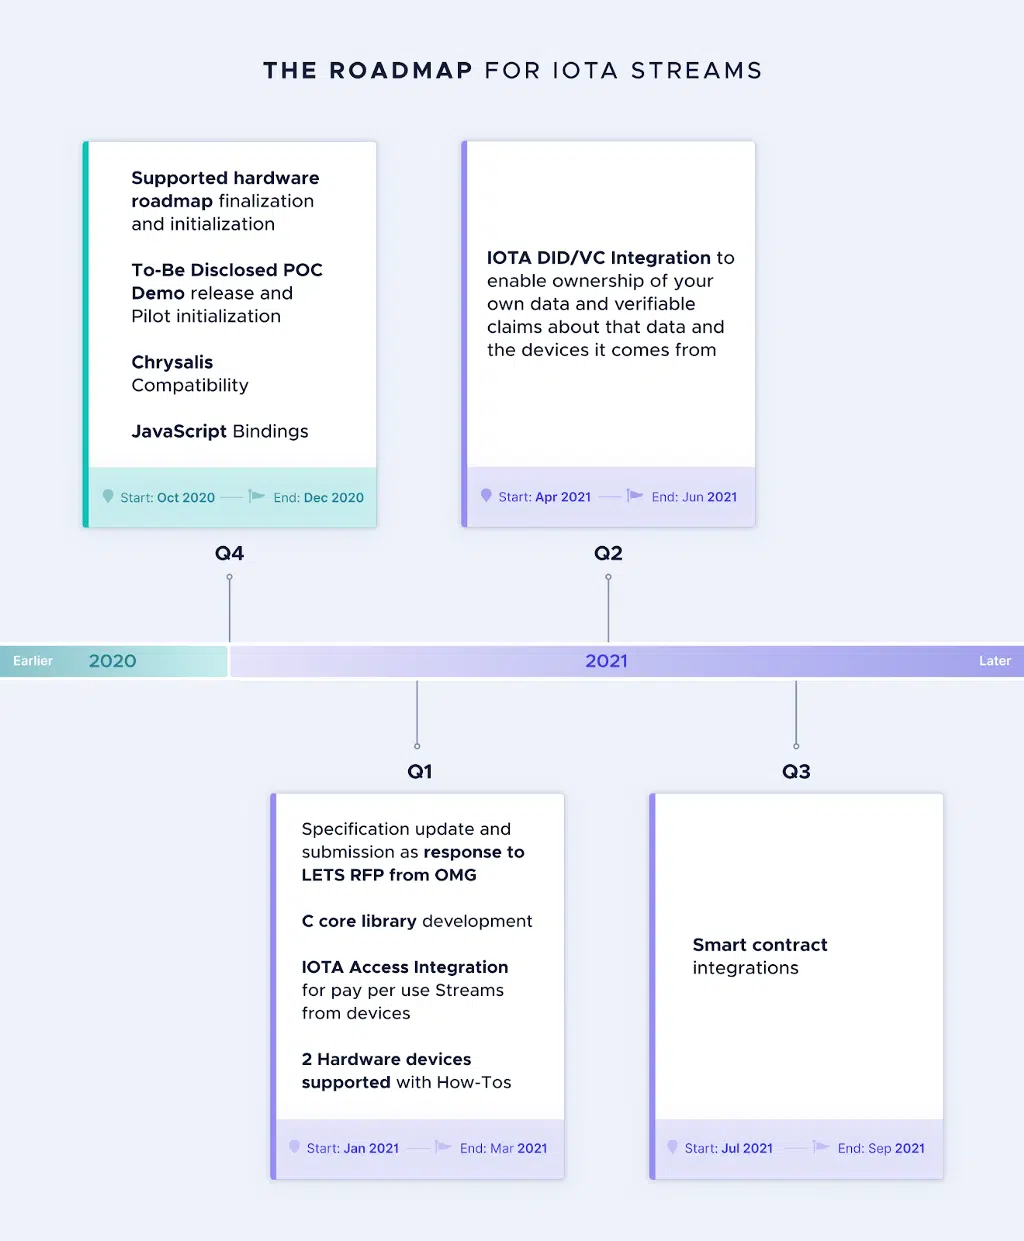 THE ROADMAP FOR IOTA STREAMS
Supported hardware
roadmap finalization
and initialization
To-Be Disclosed POC
Demo release and
Pilot initialization
Chrysalis
Compatibility
JavaScript Bindings
Start: Oct 2020
End: Dec 2020
Q4
IOTA DID/VC Integration to
enable ownership of your
own data and verifiable
claims about that data and
the devices it comes from
Start: Apr 2021
End: Jun 2021
Q2
Earlier
2020
2021
Later
Q1
Specification update and
submission as response to
LETS RFP from OMG
C core library development
IOTA Access Integration
for pay per use Streams
from devices
2 Hardware devices
supported with How-Tos
Start: Jan 2021
End: Mar 2021
Q3
Smart contract
integrations
Start: Jul 2021
End: Sep 2021